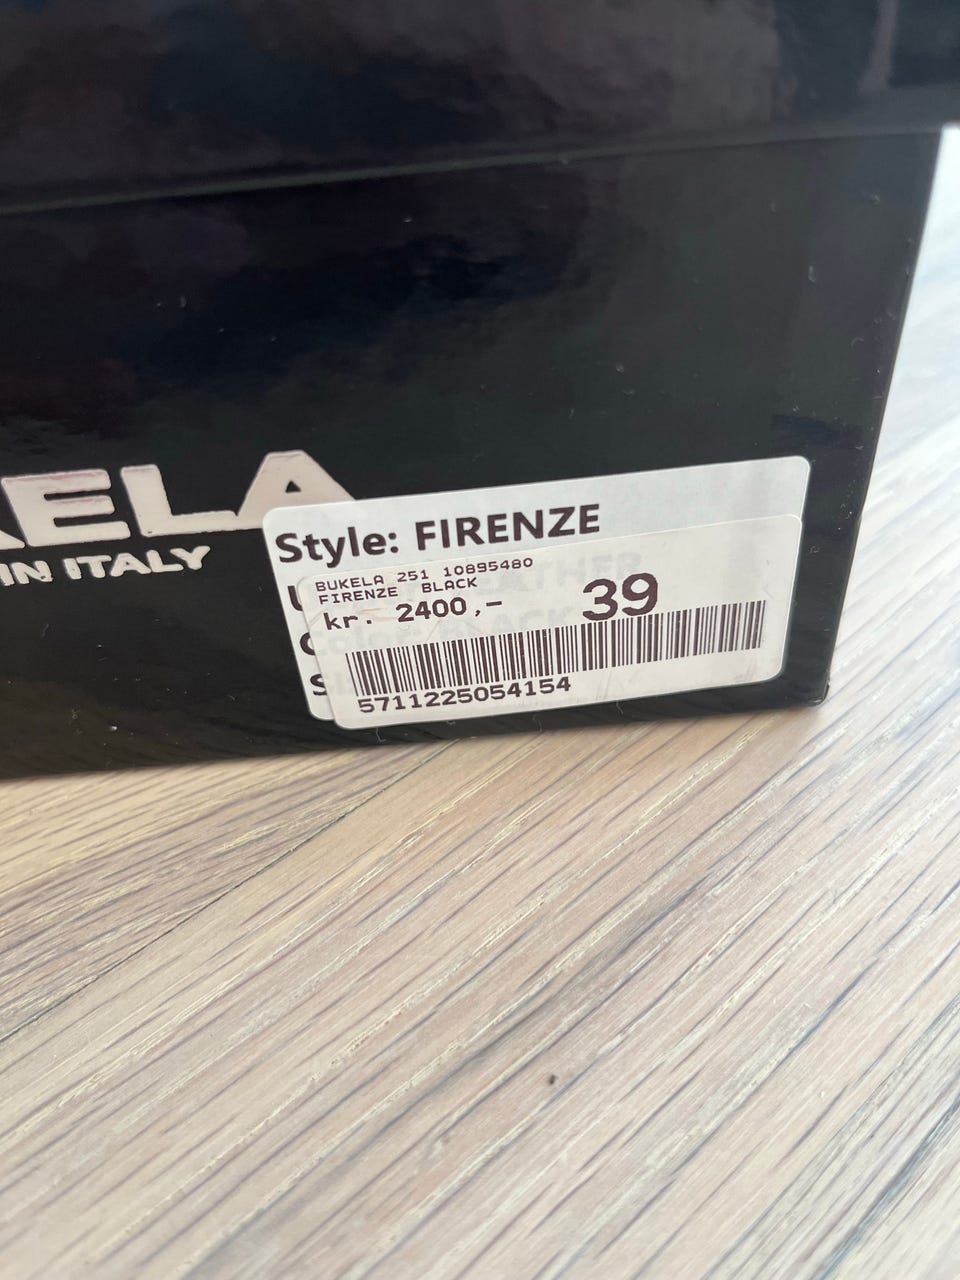 KELA
IN ITALY
Style: FIRENZE
BUKELA 251 10895480
FIRENZE BLACK
kr. 2400,- 39
5711225054154